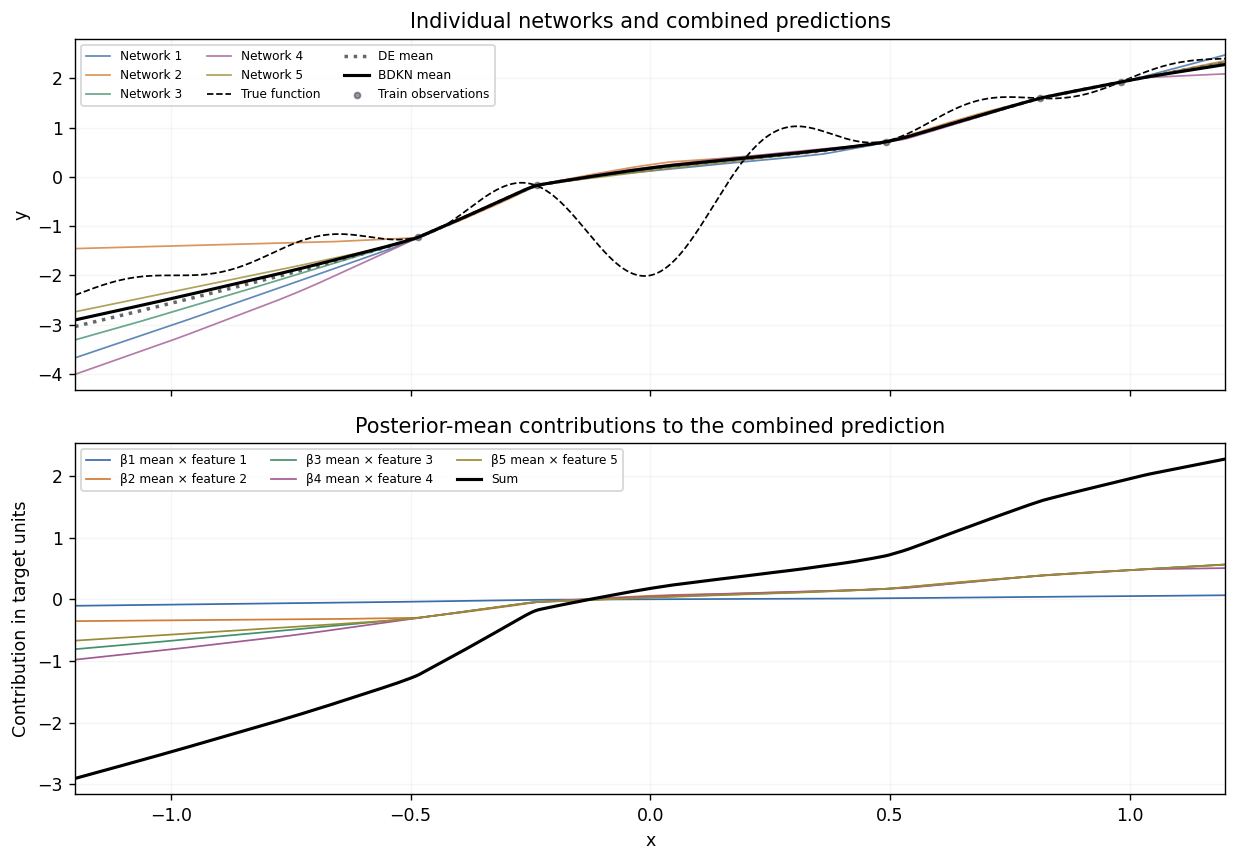 Individual networks and combined predictions
Network 1
Network 2
Network 3
Network 4
Network 5
True function
DE mean
BDKN mean
Train observations
y
2
1
0
−1
−2
−3
−4
Posterior-mean contributions to the combined prediction
β1 mean × feature 1
β2 mean × feature 2
β3 mean × feature 3
β4 mean × feature 4
β5 mean × feature 5
Sum
Contribution in target units
2
1
0
−1
−2
−3
−1.0
−0.5
0.0
0.5
1.0
x